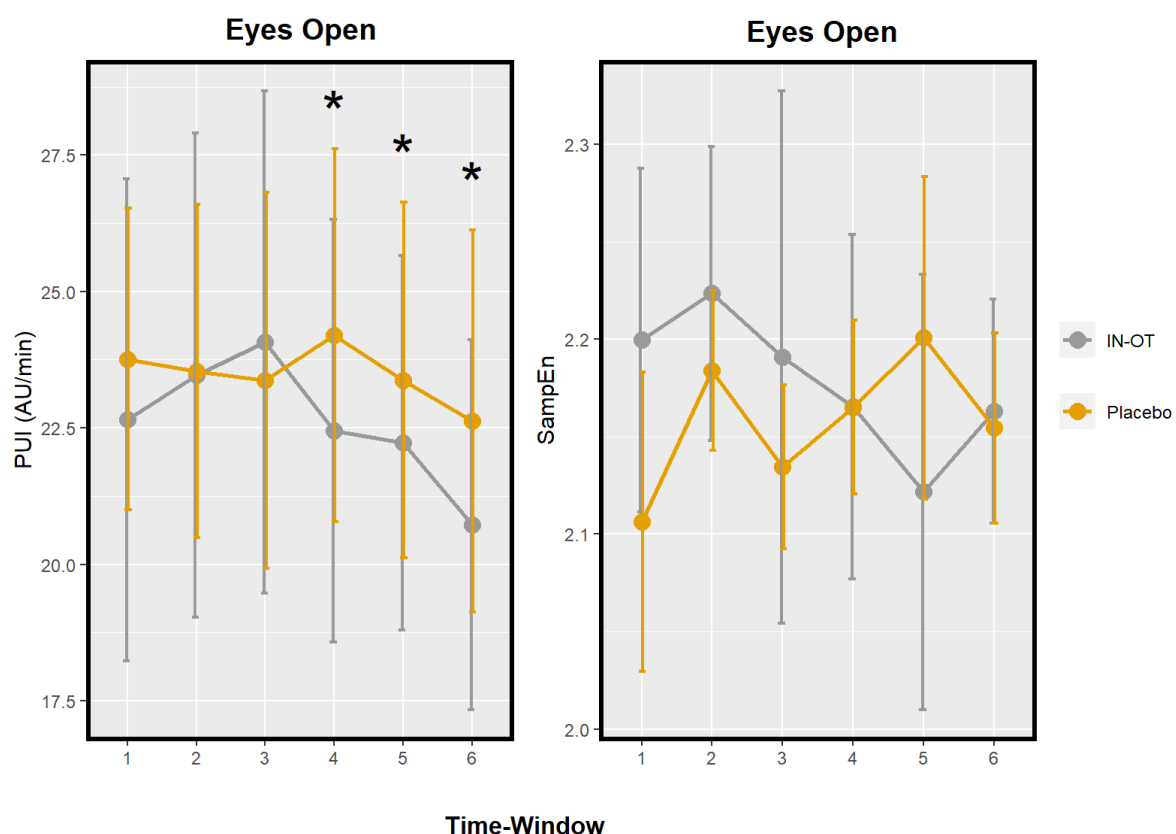 Eyes Open
Eyes Open
PUI (AU/min)
27.5
25.0
22.5
20.0
17.5
* * *
1 2 3 4 5 6
SampEn
2.3
2.2
2.1
2.0
1 2 3 4 5 6
IN-OT
Placebo
Time-Window